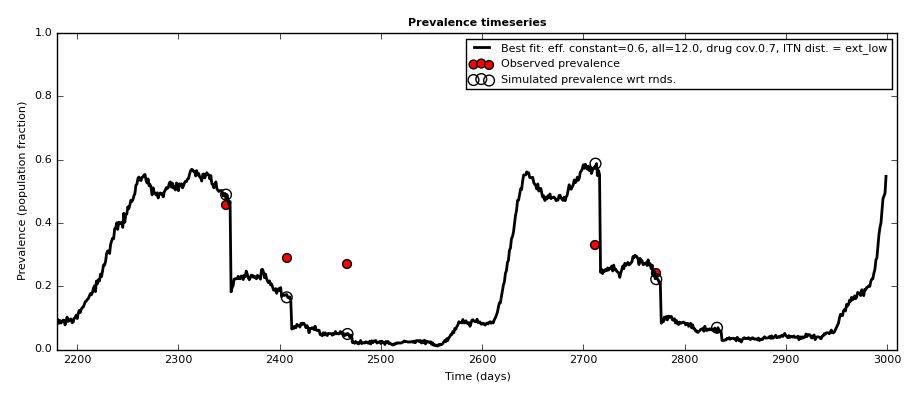 Prevalence timeseries
1.0
0.8
0.6
0.4
0.2
0.0
Prevalence (population fraction)
Best fit: eff. constant=0.6, all=12.0, drug cov.0.7, ITN dist. = ext_low
Observed prevalence
Simulated prevalence wrt rnds.
2200 2300 2400 2500 2600 2700 2800 2900 3000
Time (days)